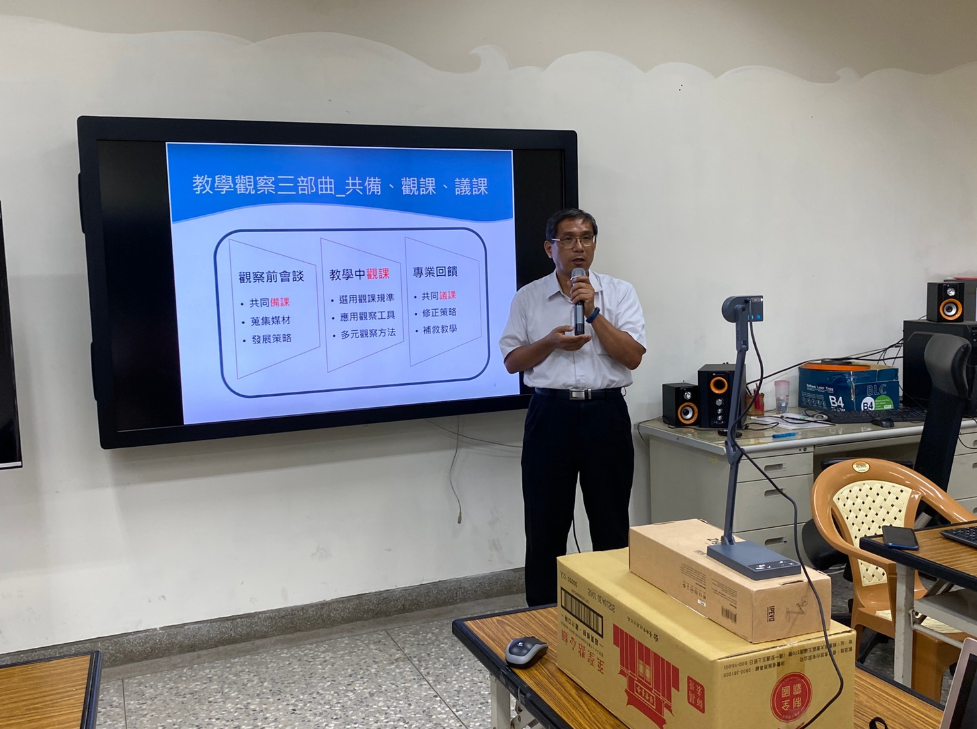 教學觀察三部曲_共備、觀課、議課
觀察前會談
• 共同備課
• 蒐集媒材
• 發展策略
教學中觀課
• 選用觀課規準
• 應用觀察工具
• 多元觀察方法
專業回饋
• 共同議課
• 修正策略
• 補救教學
B4
B4